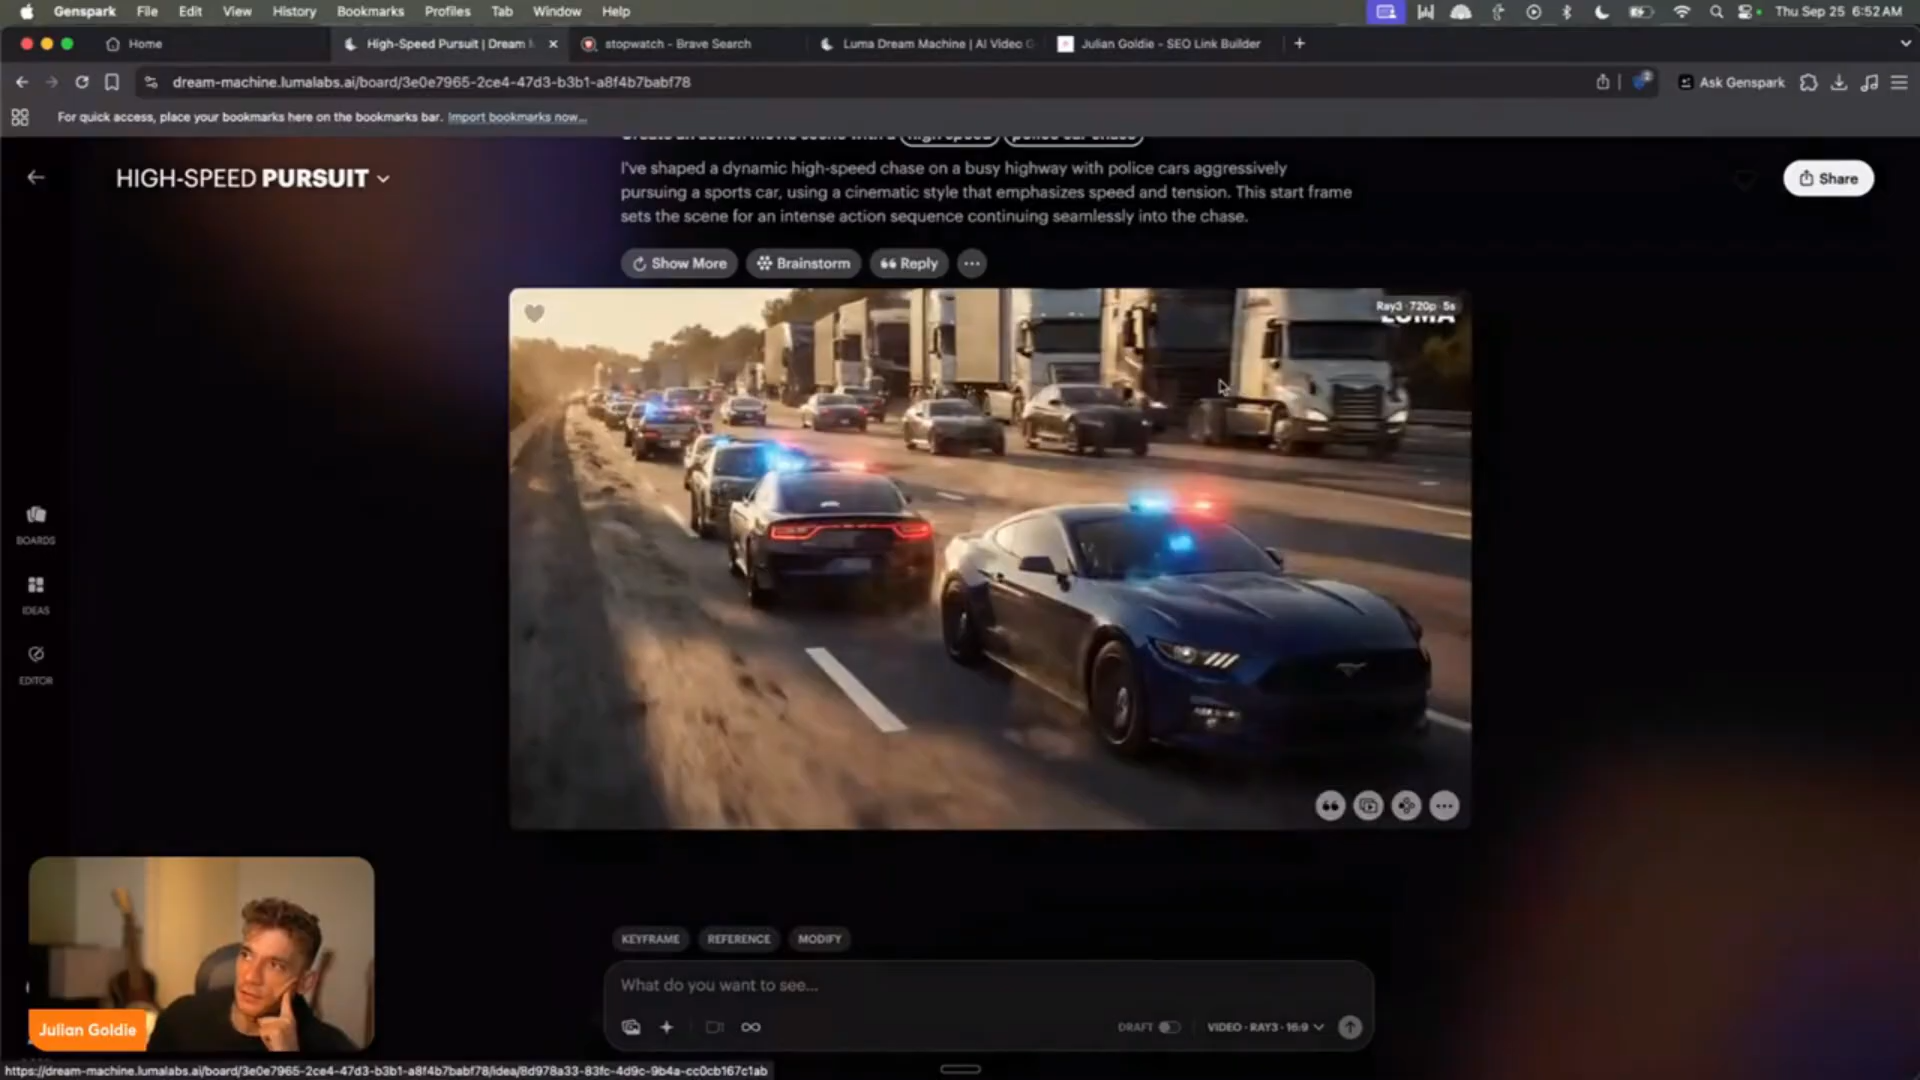 Genspark File Edit View History Bookmarks Profiles Tab Window Help Thu Sep 25 6:52 AM
Home High-Speed Pursuit | Dream stopwatch - Brave Search Luma Dream Machine | AI Video G Julian Goldie - SEO Link Builder
dream-machine.lumalabs.ai/board/3e0e7965-2ce4-47d3-b3b1-a8f4b7babf78 Ask Genspark
For quick access, place your bookmarks here on the bookmarks bar. Import bookmarks now...
HIGH-SPEED PURSUIT
Share
I've shaped a dynamic high-speed chase on a busy highway with police cars aggressively
pursuing a sports car, using a cinematic style that emphasizes speed and tension. This start frame
sets the scene for an intense action sequence continuing seamlessly into the chase.
Show More Brainstorm Reply
Ray3 · 720p · 5s
LUMA
BOARDS
IDEAS
EDITOR
KEYFRAME REFERENCE MODIFY
What do you want to see...
DRAFT VIDEO · RAY3 · 16:9
Julian Goldie
https://dream-machine.lumalabs.ai/board/3e0e7965-2ce4-47d3-b3b1-a8f4b7babf78/idea/8d978a33-83fc-4d9c-9b4a-cc0cb167c1ab